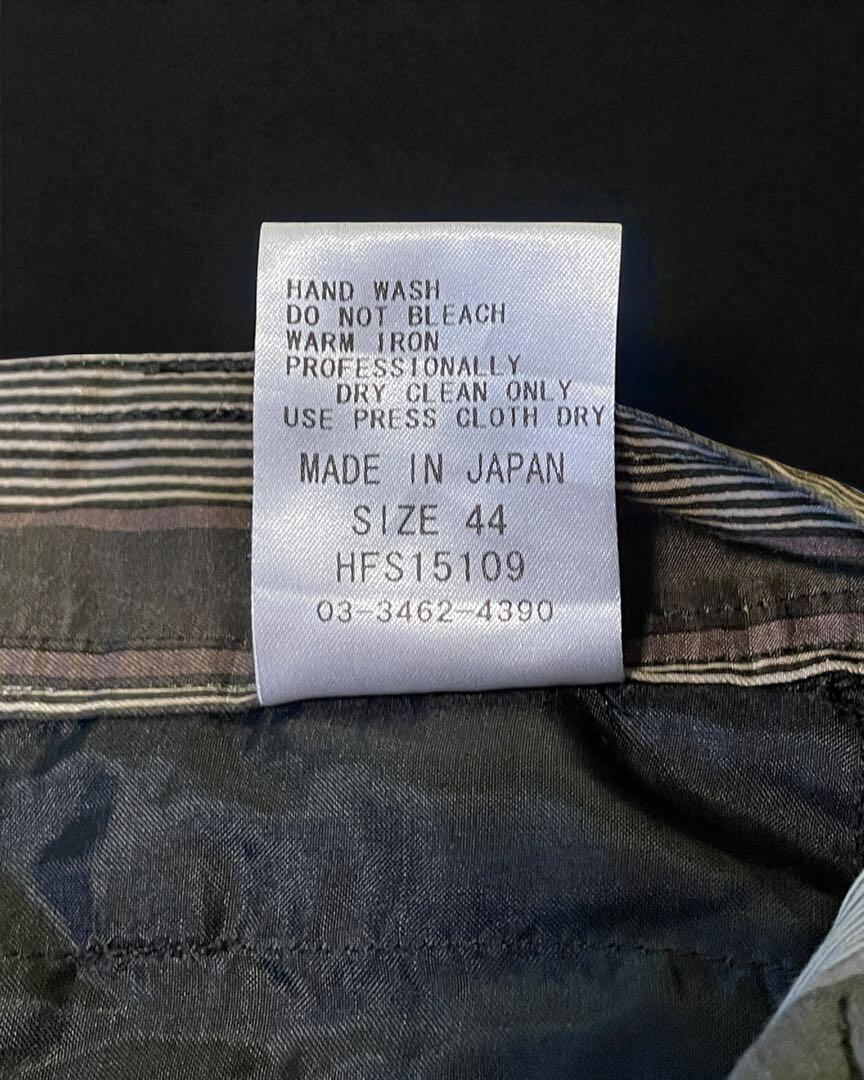 HAND WASH
DO NOT BLEACH
WARM IRON
PROFESSIONALLY
DRY CLEAN ONLY
USE PRESS CLOTH DRY
MADE IN JAPAN
SIZE 44
HFS15109
03-3462-4390